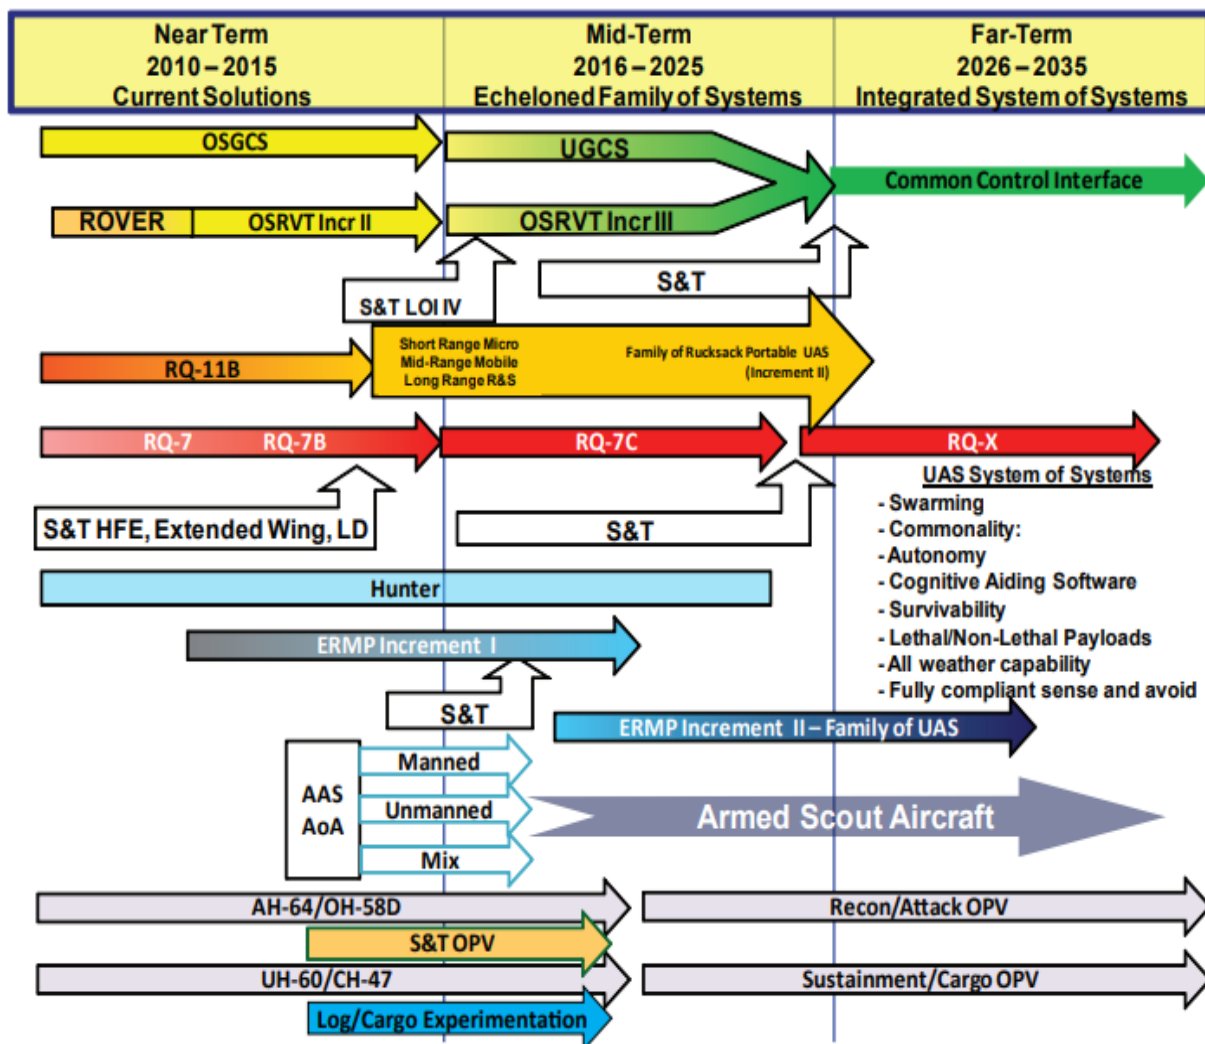 Near Term
2010 – 2015
Current Solutions
Mid-Term
2016 – 2025
Echeloned Family of Systems
Far-Term
2026 – 2035
Integrated System of Systems
OSGCS
UGCS
Common Control Interface
ROVER
OSRVT Incr II
OSRVT Incr III
S&T LOI IV
S&T
RQ-11B
Short Range Micro
Mid-Range Mobile
Long Range R&S
Family of Rucksack Portable UAS
(Increment II)
RQ-7
RQ-7B
RQ-7C
RQ-X
S&T HFE, Extended Wing, LD
S&T
UAS System of Systems
- Swarming
- Commonality:
- Autonomy
- Cognitive Aiding Software
- Survivability
- Lethal/Non-Lethal Payloads
- All weather capability
- Fully compliant sense and avoid
Hunter
ERMP Increment I
S&T
ERMP Increment II – Family of UAS
AAS
AoA
Manned
Unmanned
Mix
Armed Scout Aircraft
AH-64/OH-58D
Recon/Attack OPV
S&T OPV
UH-60/CH-47
Sustainment/Cargo OPV
Log/Cargo Experimentation